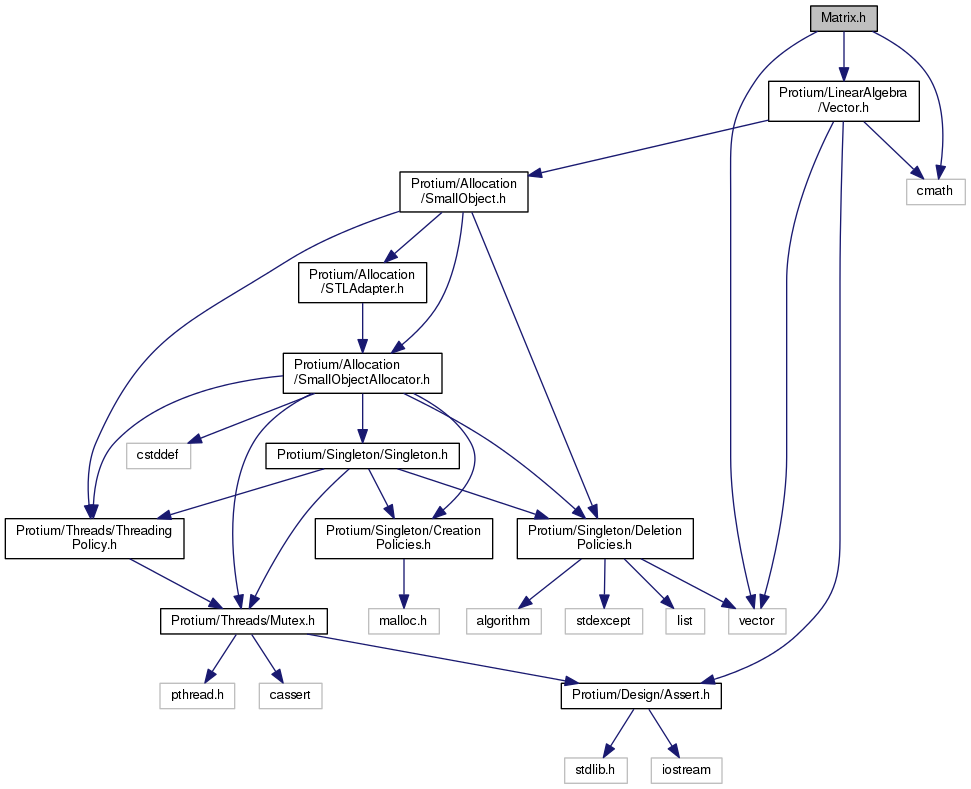 Matrix.h
Protium/LinearAlgebra
/Vector.h
Protium/Allocation
/SmallObject.h
cmath
Protium/Allocation
/STLAdapter.h
Protium/Allocation
/SmallObjectAllocator.h
cstddef
Protium/Singleton/Singleton.h
Protium/Threads/Threading
Policy.h
Protium/Singleton/Creation
Policies.h
Protium/Singleton/Deletion
Policies.h
Protium/Threads/Mutex.h
malloc.h
algorithm
stdexcept
list
vector
pthread.h
cassert
Protium/Design/Assert.h
stdlib.h
iostream